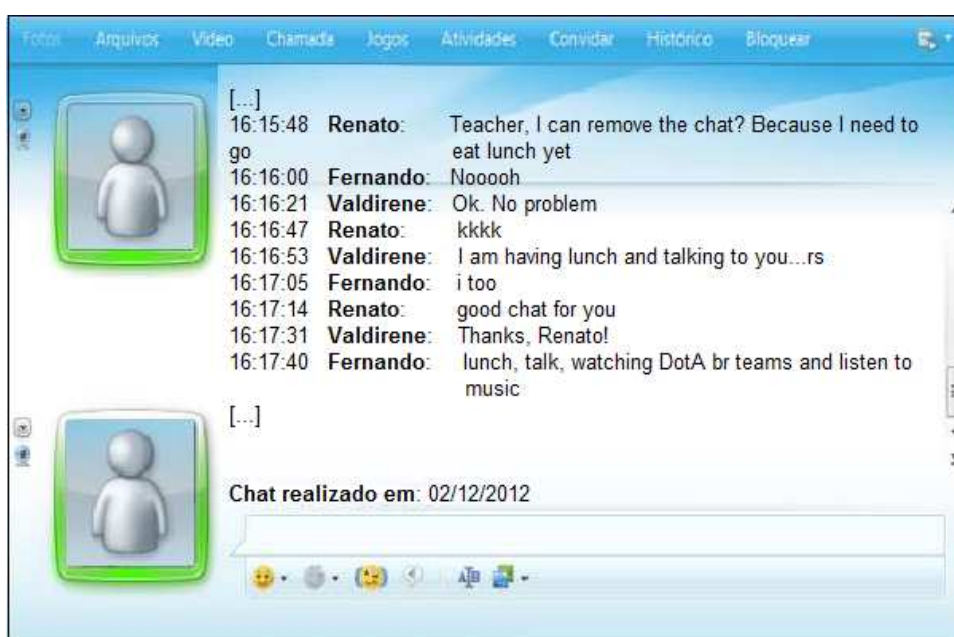 Fotos Arquivos Vídeo Chamada Jogos Atividades Convidar Histórico Bloquear
[...]
16:15:48 Renato: Teacher, I can remove the chat? Because I need to
go eat lunch yet
16:16:00 Fernando: Nooooh
16:16:21 Valdirene: Ok. No problem
16:16:47 Renato: kkkk
16:16:53 Valdirene: I am having lunch and talking to you...rs
16:17:05 Fernando: i too
16:17:14 Renato: good chat for you
16:17:31 Valdirene: Thanks, Renato!
16:17:40 Fernando: lunch, talk, watching DotA br teams and listen to
music
[...]
Chat realizado em: 02/12/2012